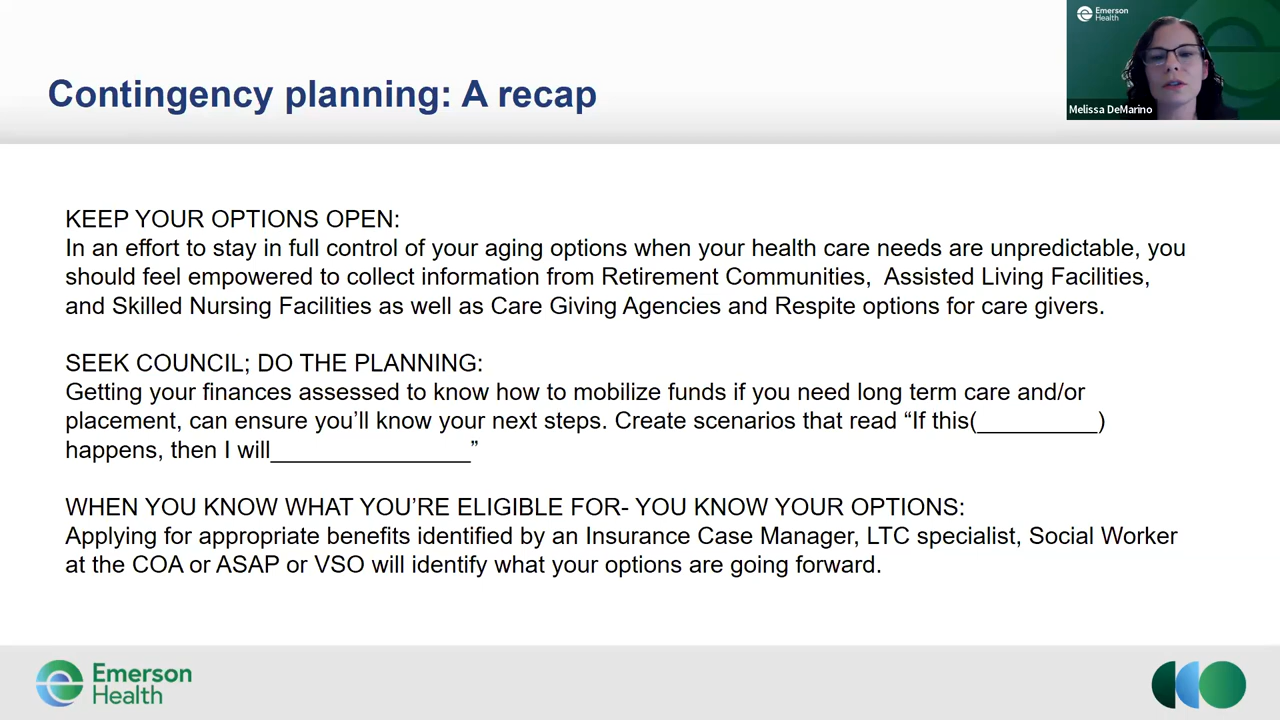 Emerson
Health
Melissa DeMarino
Contingency planning: A recap
KEEP YOUR OPTIONS OPEN:
In an effort to stay in full control of your aging options when your health care needs are unpredictable, you
should feel empowered to collect information from Retirement Communities,  Assisted Living Facilities,
and Skilled Nursing Facilities as well as Care Giving Agencies and Respite options for care givers.
SEEK COUNCIL; DO THE PLANNING:
Getting your finances assessed to know how to mobilize funds if you need long term care and/or
placement, can ensure you’ll know your next steps. Create scenarios that read “If this(_________)
happens, then I will_______________”
WHEN YOU KNOW WHAT YOU’RE ELIGIBLE FOR- YOU KNOW YOUR OPTIONS:
Applying for appropriate benefits identified by an Insurance Case Manager, LTC specialist, Social Worker
at the COA or ASAP or VSO will identify what your options are going forward.
Emerson
Health